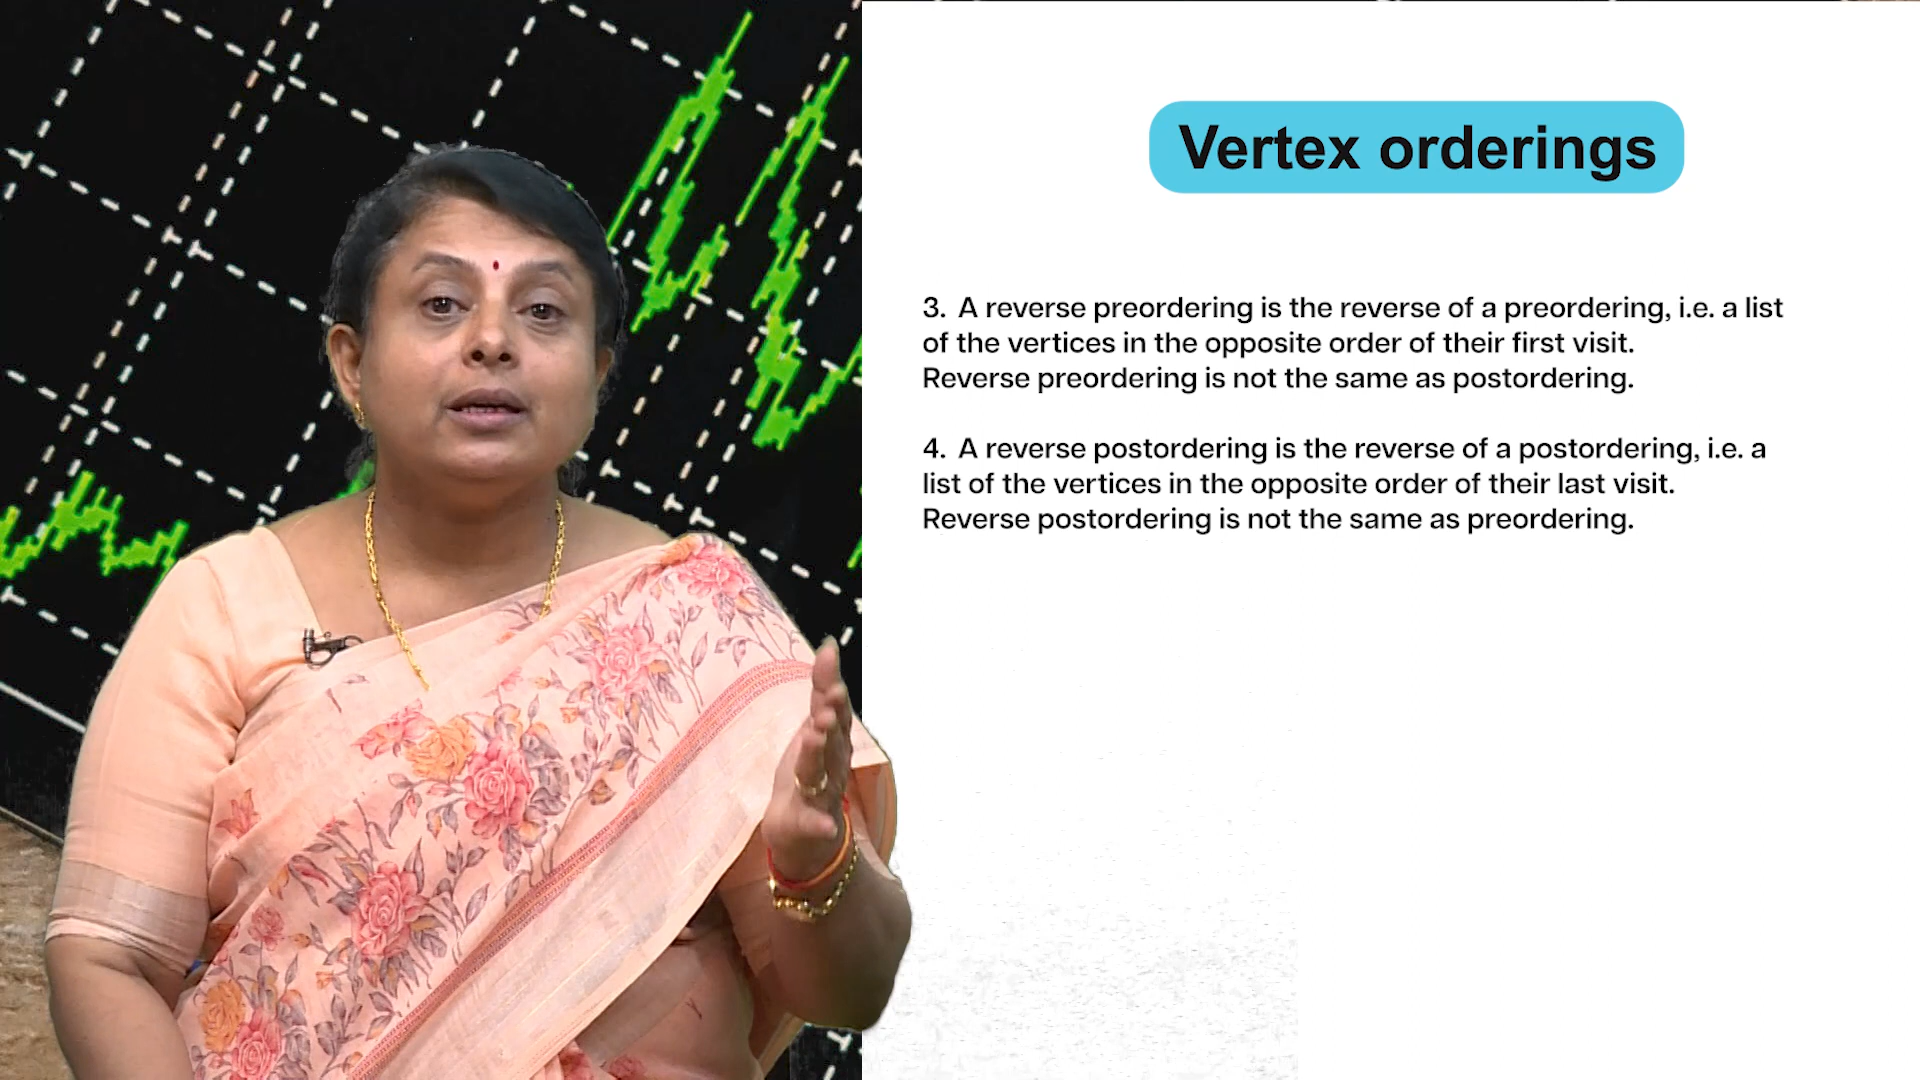 Vertex orderings
3. A reverse preordering is the reverse of a preordering, i.e. a list
of the vertices in the opposite order of their first visit.
Reverse preordering is not the same as postordering.
4. A reverse postordering is the reverse of a postordering, i.e. a
list of the vertices in the opposite order of their last visit.
Reverse postordering is not the same as preordering.